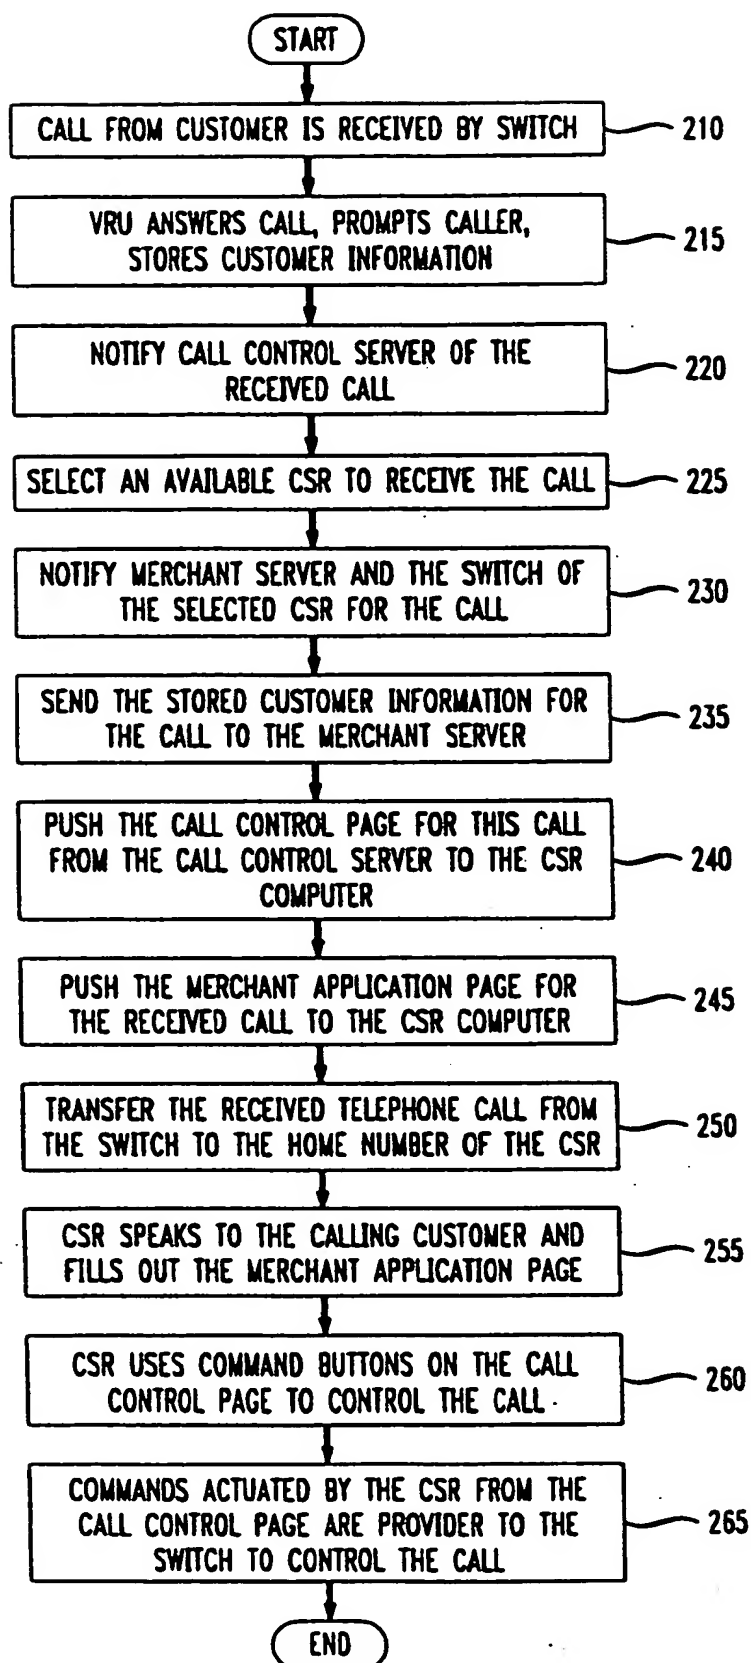 START
CALL FROM CUSTOMER IS RECEIVED BY SWITCH
210
VRU ANSWERS CALL, PROMPTS CALLER,
STORES CUSTOMER INFORMATION
215
NOTIFY CALL CONTROL SERVER OF THE
RECEIVED CALL
220
SELECT AN AVAILABLE CSR TO RECEIVE THE CALL
225
NOTIFY MERCHANT SERVER AND THE SWITCH OF
THE SELECTED CSR FOR THE CALL
230
SEND THE STORED CUSTOMER INFORMATION FOR
THE CALL TO THE MERCHANT SERVER
235
PUSH THE CALL CONTROL PAGE FOR THIS CALL
FROM THE CALL CONTROL SERVER TO THE CSR
COMPUTER
240
PUSH THE MERCHANT APPLICATION PAGE FOR
THE RECEIVED CALL TO THE CSR COMPUTER
245
TRANSFER THE RECEIVED TELEPHONE CALL FROM
THE SWITCH TO THE HOME NUMBER OF THE CSR
250
CSR SPEAKS TO THE CALLING CUSTOMER AND
FILLS OUT THE MERCHANT APPLICATION PAGE
255
CSR USES COMMAND BUTTONS ON THE CALL
CONTROL PAGE TO CONTROL THE CALL
260
COMMANDS ACTUATED BY THE CSR FROM THE
CALL CONTROL PAGE ARE PROVIDER TO THE
SWITCH TO CONTROL THE CALL
265
END